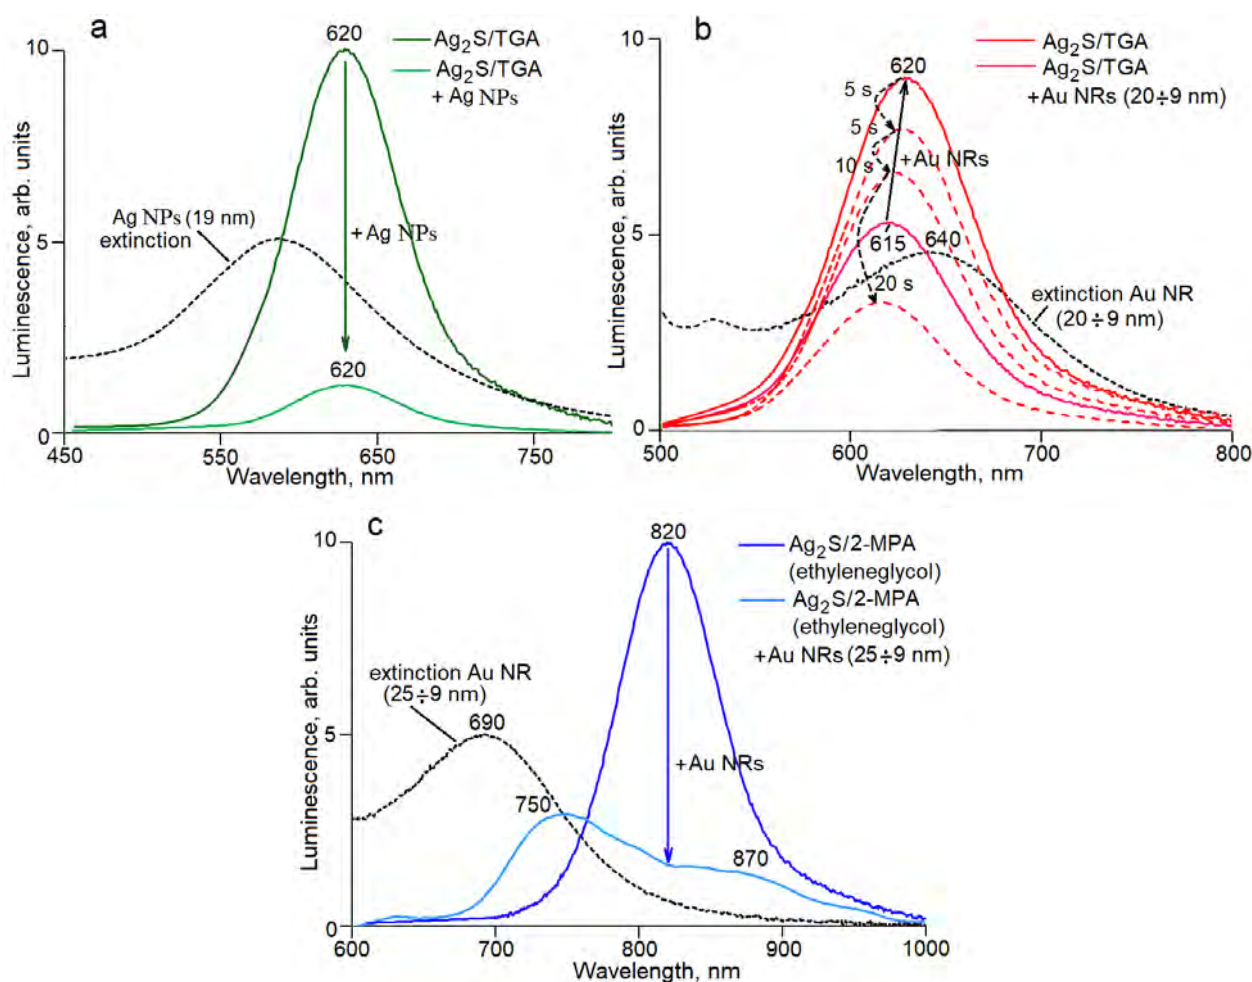 a
10
620
Ag₂S/TGA
Ag₂S/TGA
+ Ag NPs
Luminescence, arb. units
Ag NPs (19 nm)
extinction
+Ag NPs
5
620
0
450
550
650
750
Wavelength, nm
b
10
Ag₂S/TGA
Ag₂S/TGA
+Au NRs (20÷9 nm)
620
5 s
5 s
10 s
+Au NRs
Luminescence, arb. units
5
615
640
20 s
extinction Au NR
(20÷9 nm)
0
500
600
700
800
Wavelength, nm
c
10
820
Ag₂S/2-MPA
(ethyleneglycol)
Ag₂S/2-MPA
(ethyleneglycol)
+Au NRs (25÷9 nm)
Luminescence, arb. units
extinction Au NR
(25÷9 nm)
690
5
+Au NRs
750
870
0
600
700
800
900
1000
Wavelength, nm